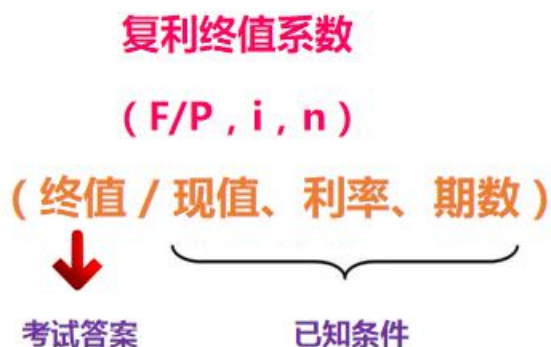 复利终值系数
（F/P，i，n）
（终值/现值、利率、期数）
考试答案 已知条件